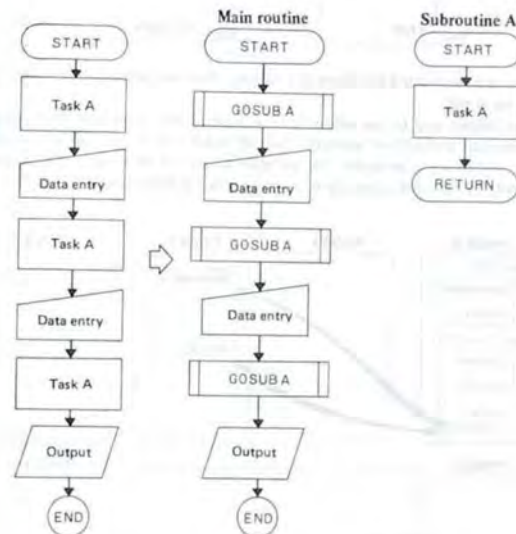 START
Task A
Data entry
Task A
Data entry
Task A
Output
END
Main routine
START
GOSUB A
Data entry
GOSUB A
Data entry
GOSUB A
Output
END
Subroutine A
START
Task A
RETURN